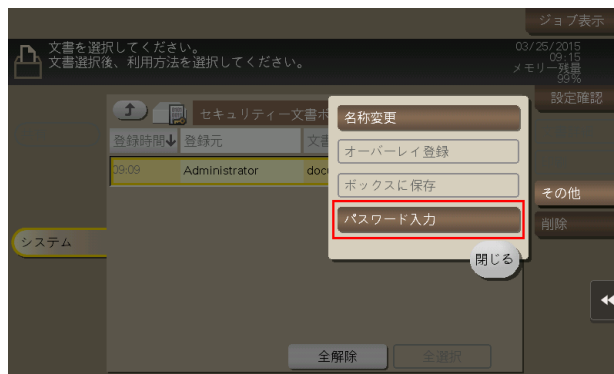 ジョブ表示
文書を選択してください。
文書選択後、利用方法を選択してください。
03/25/2015
09:15
メモリー残量
99%
設定確認
セキュリティー文書ボ
名称変更
登録時間↓ 登録元 文書
オーバーレイ登録
09:09 Administrator docu
ボックスに保存
その他
パスワード入力
削除
システム
閉じる
全解除 全選択